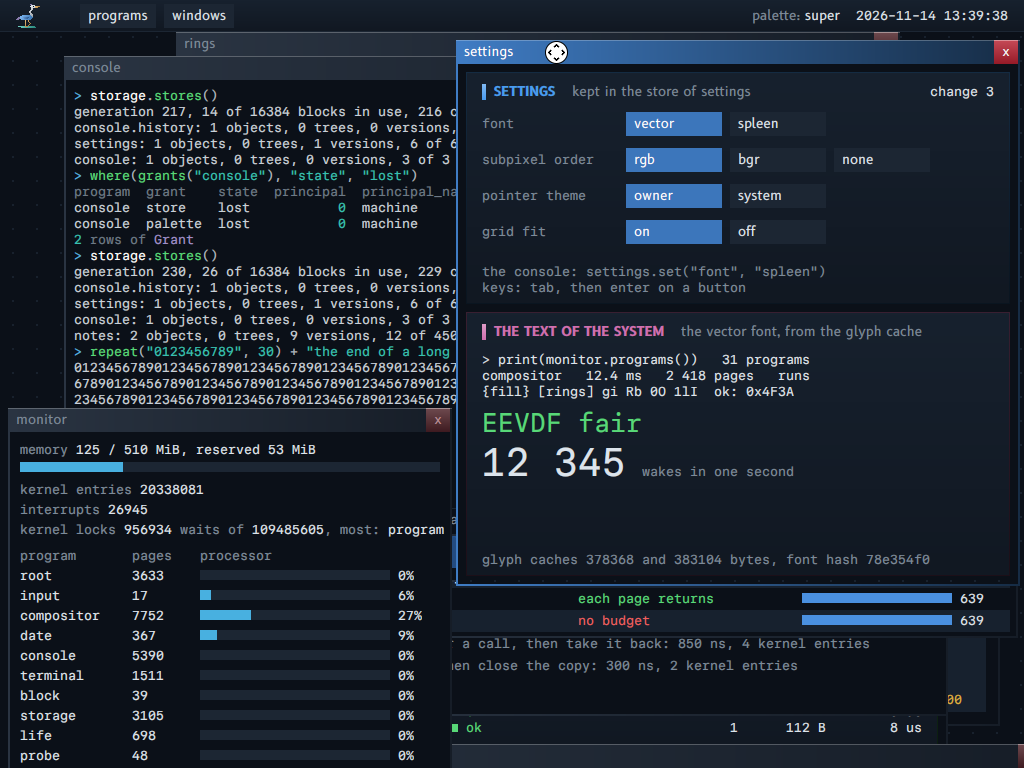 programs windows palette: super 2026-11-14 13:39:38
rings
console
> storage.stores()
generation 217, 14 of 16384 blocks in use, 216 c
console.history: 1 objects, 0 trees, 0 versions,
settings: 1 objects, 0 trees, 1 versions, 6 of 6
console: 1 objects, 0 trees, 0 versions, 3 of 3
> where(grants("console"), "state", "lost")
program grant state principal principal_na
console store lost 0 machine
console palette lost 0 machine
2 rows of Grant
> storage.stores()
generation 230, 26 of 16384 blocks in use, 229 c
console.history: 1 objects, 0 trees, 0 versions,
settings: 1 objects, 0 trees, 1 versions, 6 of 6
console: 1 objects, 0 trees, 0 versions, 3 of 3
notes: 2 objects, 0 trees, 9 versions, 12 of 450
> repeat("0123456789", 30) + "the end of a long
012345678901234567890123456789012345678901234567
678901234567890123456789012345678901234567890123
234567890123456789012345678901234567890123456789
settings x
SETTINGS kept in the store of settings change 3
font vector spleen
subpixel order rgb bgr none
pointer theme owner system
grid fit on off
the console: settings.set("font", "spleen")
keys: tab, then enter on a button
THE TEXT OF THE SYSTEM the vector font, from the glyph cache
> print(monitor.programs()) 31 programs
compositor 12.4 ms 2 418 pages runs
{fill} [rings] gi Rb 0O 1lI ok: 0x4F3A
EEVDF fair
12 345 wakes in one second
glyph caches 378368 and 383104 bytes, font hash 78e354f0
monitor x
memory 125 / 510 MiB, reserved 53 MiB
kernel entries 20338081
interrupts 26945
kernel locks 956934 waits of 109485605, most: program
program pages processor
root 3633 0%
input 17 6%
compositor 7752 27%
date 367 9%
console 5390 0%
terminal 1511 0%
block 39 0%
storage 3105 0%
life 698 0%
probe 48 0%
each page returns 639
no budget 639
a call, then take it back: 850 ns, 4 kernel entries
en close the copy: 300 ns, 2 kernel entries
00
ok 1 112 B 8 us